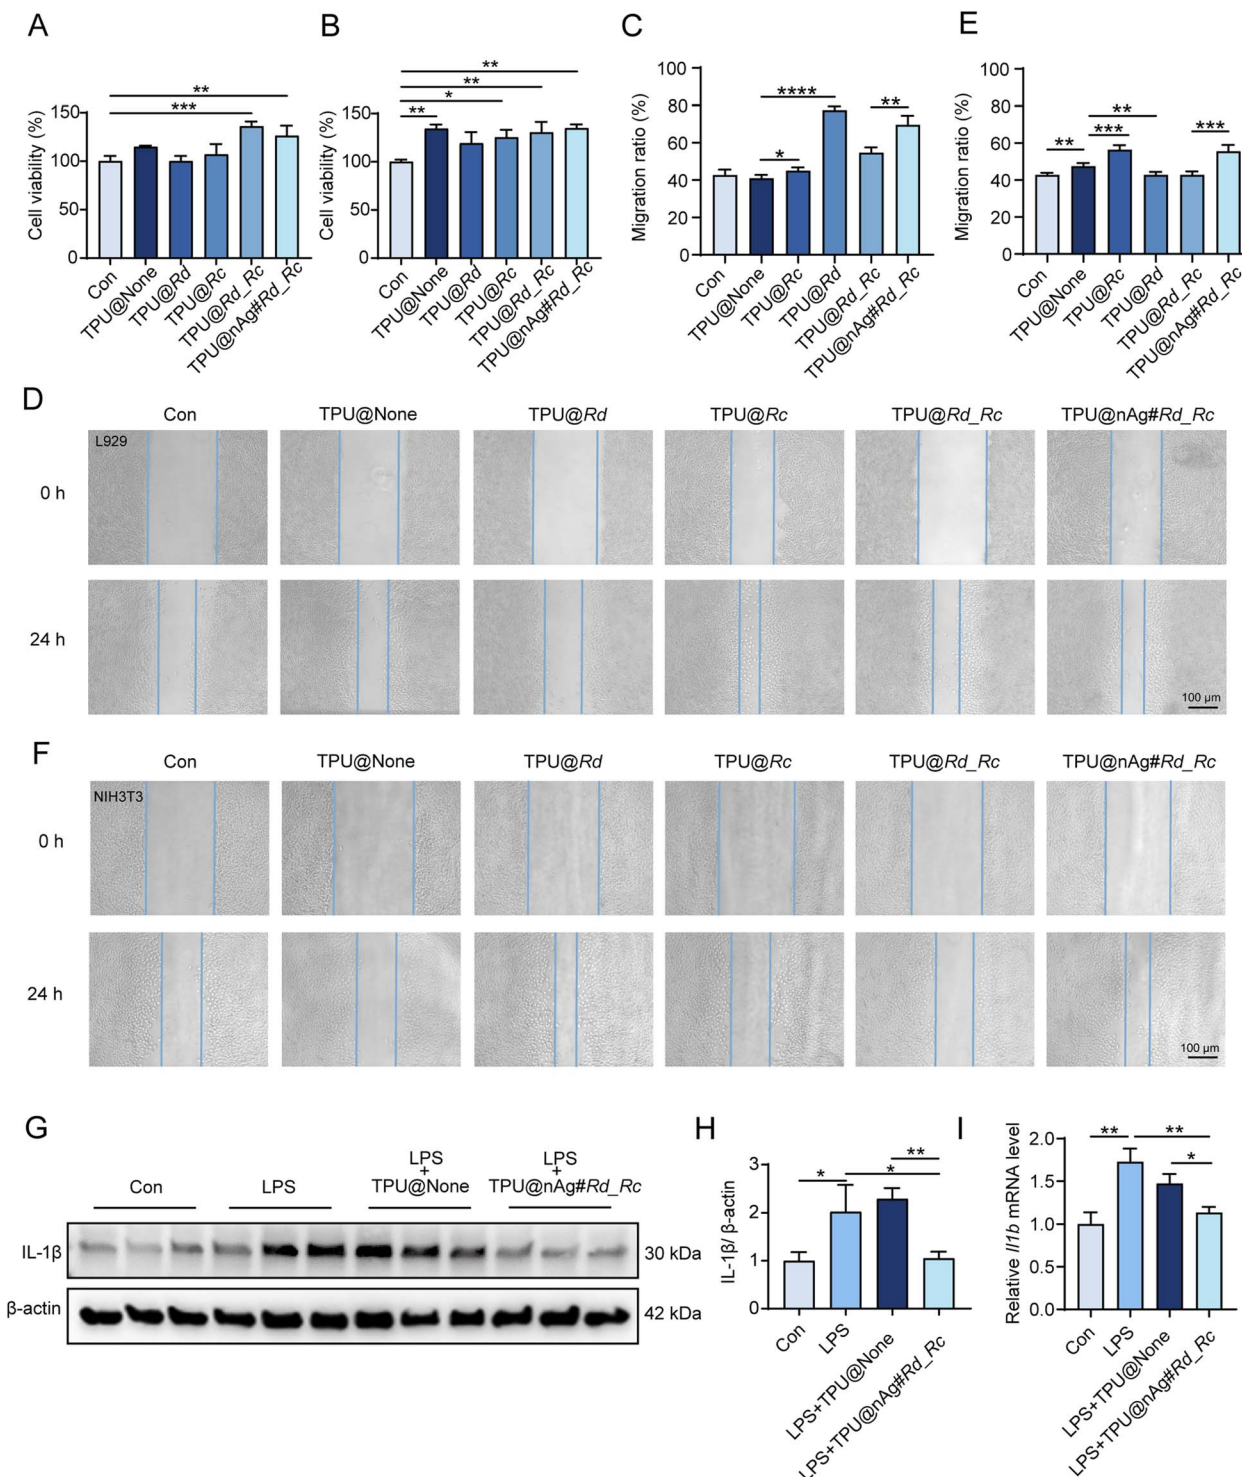 A
Cell viability (%)
150
100
50
0
**
***
Con
TPU@None
TPU@Rd
TPU@Rc
TPU@Rd_Rc
TPU@nAg#Rd_Rc
B
Cell viability (%)
150
100
50
0
**
**
*
**
Con
TPU@None
TPU@Rd
TPU@Rc
TPU@Rd_Rc
TPU@nAg#Rd_Rc
C
Migration ratio (%)
100
80
60
40
20
0
****
**
*
Con
TPU@None
TPU@Rc
TPU@Rd
TPU@Rd_Rc
TPU@nAg#Rd_Rc
E
Migration ratio (%)
100
80
60
40
20
0
**
***
***
**
Con
TPU@None
TPU@Rc
TPU@Rd
TPU@Rd_Rc
TPU@nAg#Rd_Rc
D
Con TPU@None TPU@Rd TPU@Rc TPU@Rd_Rc TPU@nAg#Rd_Rc
L929
0 h
24 h
100 μm
F
Con TPU@None TPU@Rd TPU@Rc TPU@Rd_Rc TPU@nAg#Rd_Rc
NIH3T3
0 h
24 h
100 μm
G
Con
LPS
LPS
+
TPU@None
LPS
+
TPU@nAg#Rd_Rc
IL-1β
30 kDa
β-actin
42 kDa
H
IL-1β/ β-actin
3
2
1
0
**
*
*
Con
LPS
LPS+TPU@None
LPS+TPU@nAg#Rd_Rc
I
Relative Il1b mRNA level
2.0
1.5
1.0
0.5
0.0
**
**
*
Con
LPS
LPS+TPU@None
LPS+TPU@nAg#Rd_Rc